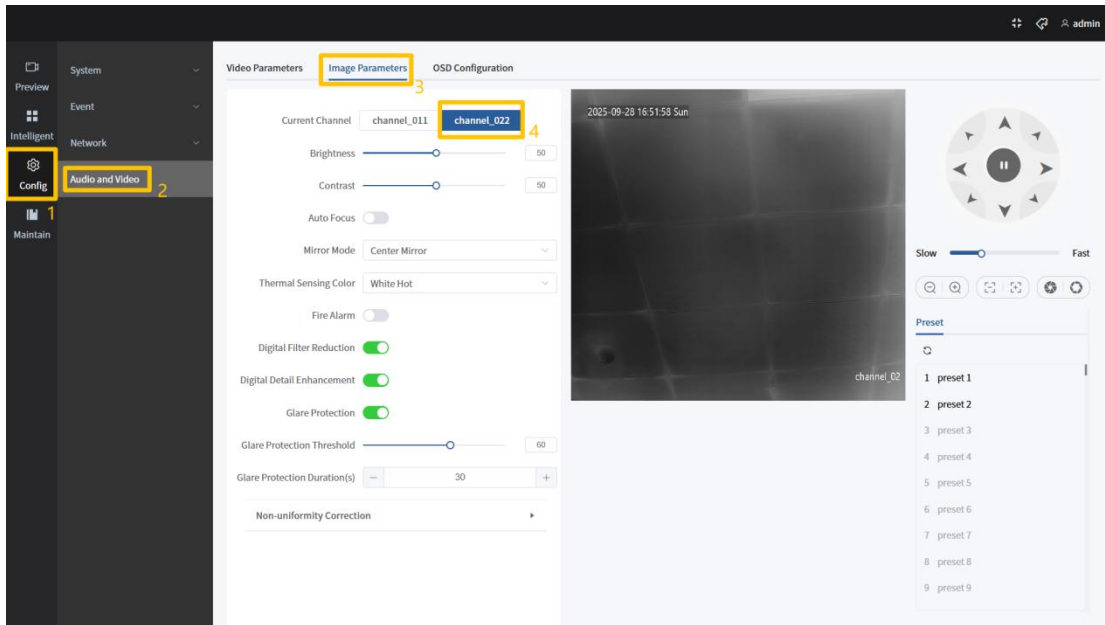 admin
Preview
Intelligent
Config
1
Maintain
System
Event
Network
Audio and Video
2
Video Parameters Image Parameters OSD Configuration
3
Current Channel channel_011 channel_022
4
Brightness 50
Contrast 50
Auto Focus
Mirror Mode Center Mirror
Thermal Sensing Color White Hot
Fire Alarm
Digital Filter Reduction
Digital Detail Enhancement
Glare Protection
Glare Protection Threshold 60
Glare Protection Duration(s) − 30 +
Non-uniformity Correction
2025-09-28 16:51:58 Sun
channel_02
Slow Fast
Preset
1 preset 1
2 preset 2
3 preset 3
4 preset 4
5 preset 5
6 preset 6
7 preset 7
8 preset 8
9 preset 9